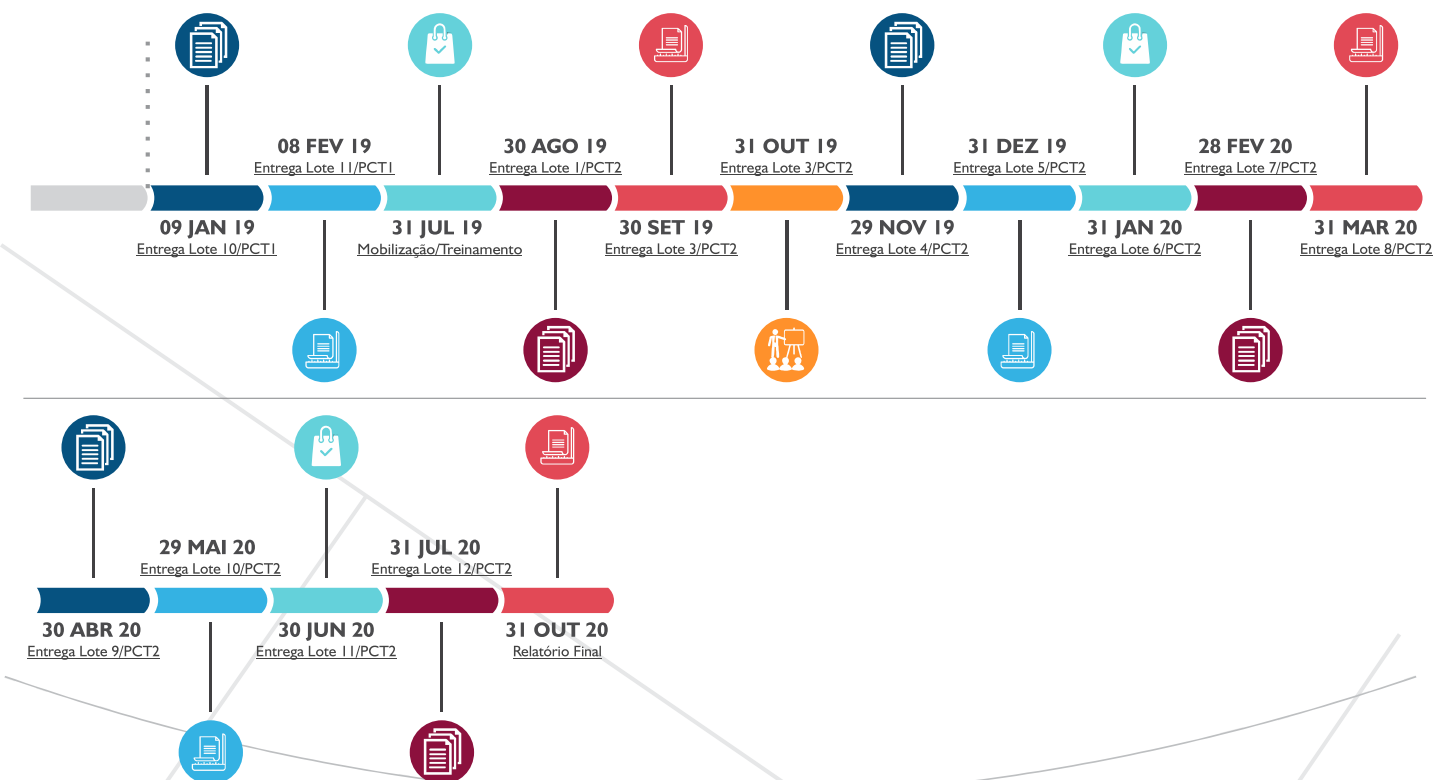 09 JAN 19
Entrega Lote 10/PCT1
08 FEV 19
Entrega Lote 11/PCT1
31 JUL 19
Mobilização/Treinamento
30 AGO 19
Entrega Lote 1/PCT2
30 SET 19
Entrega Lote 3/PCT2
31 OUT 19
Entrega Lote 3/PCT2
29 NOV 19
Entrega Lote 4/PCT2
31 DEZ 19
Entrega Lote 5/PCT2
31 JAN 20
Entrega Lote 6/PCT2
28 FEV 20
Entrega Lote 7/PCT2
31 MAR 20
Entrega Lote 8/PCT2
30 ABR 20
Entrega Lote 9/PCT2
29 MAI 20
Entrega Lote 10/PCT2
30 JUN 20
Entrega Lote 11/PCT2
31 JUL 20
Entrega Lote 12/PCT2
31 OUT 20
Relatório Final